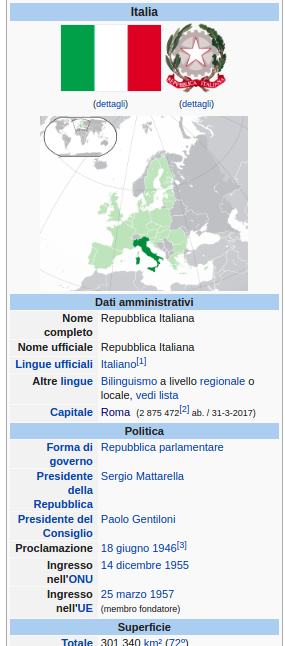 Italia
REPVBBLICA ITALIANA
(dettagli) (dettagli)
Dati amministrativi
Nome completo Repubblica Italiana
Nome ufficiale Repubblica Italiana
Lingue ufficiali Italiano[1]
Altre lingue Bilinguismo a livello regionale o
locale, vedi lista
Capitale Roma (2 875 472[2] ab. / 31-3-2017)
Politica
Forma di governo Repubblica parlamentare
Presidente della Repubblica Sergio Mattarella
Presidente del Consiglio Paolo Gentiloni
Proclamazione 18 giugno 1946[3]
Ingresso nell'ONU 14 dicembre 1955
Ingresso nell'UE 25 marzo 1957
(membro fondatore)
Superficie
Totale 301 340 km² (72º)